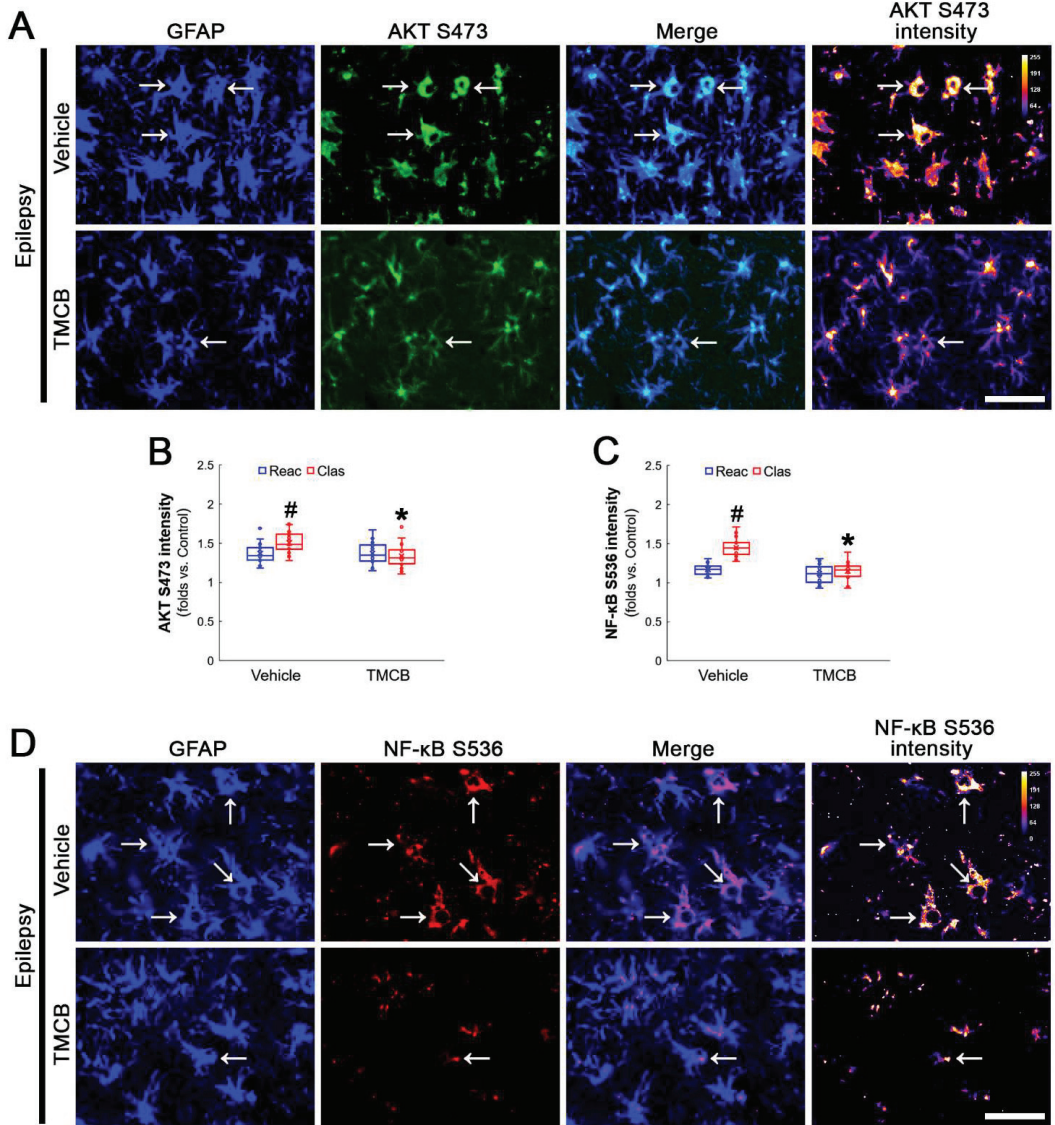 A
GFAP
AKT S473
Merge
AKT S473
intensity
Epilepsy
Vehicle
255
191
128
64
TMCB
B
Reac Clas
AKT S473 intensity
(folds vs. Control)
2.5
2
1.5
1
0.5
0
#
*
Vehicle TMCB
C
Reac Clas
NF-κB S536 intensity
(folds vs. Control)
2.5
2
1.5
1
0.5
0
#
*
Vehicle TMCB
D
GFAP
NF-κB S536
Merge
NF-κB S536
intensity
Epilepsy
Vehicle
255
191
128
64
0
TMCB